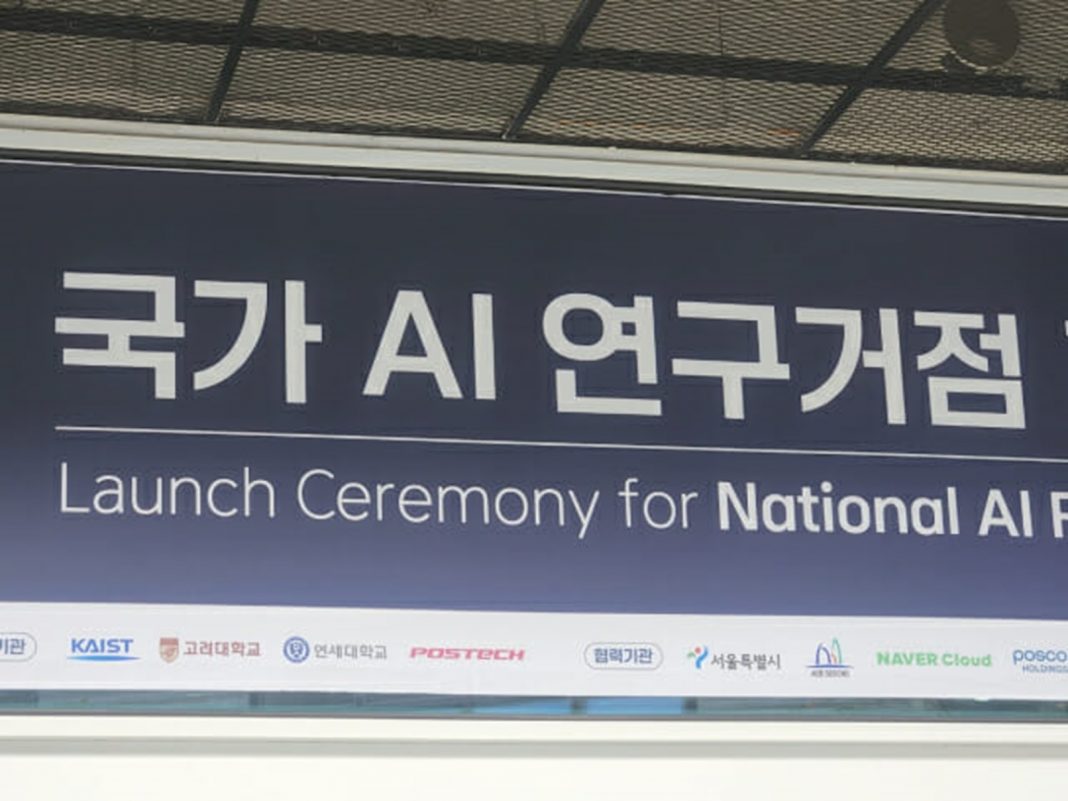 국가 AI 연구거점
Launch Ceremony for National AI
기관 KAIST 고려대학교 연세대학교 POSTECH 협력기관 서울특별시 NAVER Cloud posco HOLDINGS